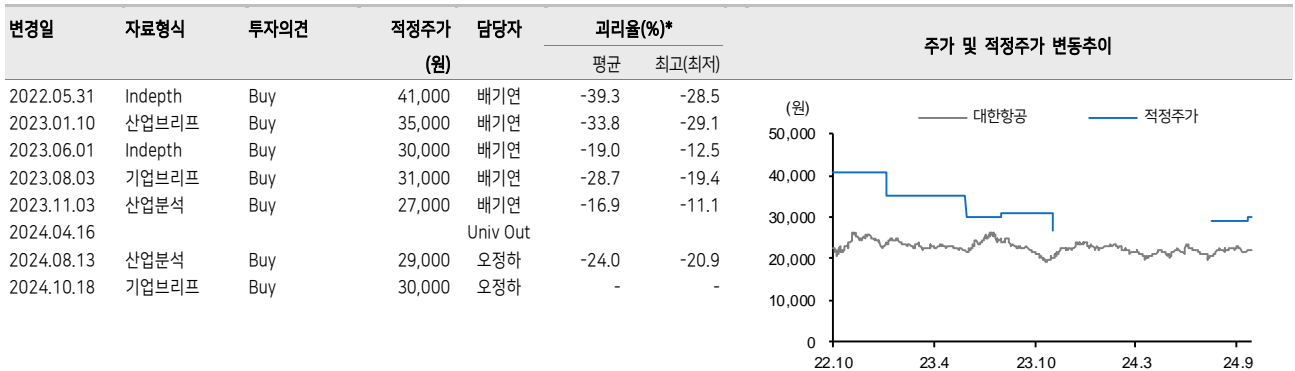 변경일 자료형식 투자의견 적정주가 담당자 괴리율(%)* 주가 및 적정주가 변동추이
(원) 평균 최고(최저)
2022.05.31 Indepth Buy 41,000 배기연 -39.3 -28.5
2023.01.10 산업브리프 Buy 35,000 배기연 -33.8 -29.1
2023.06.01 Indepth Buy 30,000 배기연 -19.0 -12.5
2023.08.03 기업브리프 Buy 31,000 배기연 -28.7 -19.4
2023.11.03 산업분석 Buy 27,000 배기연 -16.9 -11.1
2024.04.16 Univ Out
2024.08.13 산업분석 Buy 29,000 오정하 -24.0 -20.9
2024.10.18 기업브리프 Buy 30,000 오정하 - -
(원) 대한항공 적정주가
50,000
40,000
30,000
20,000
10,000
0
22.10 23.4 23.10 24.3 24.9